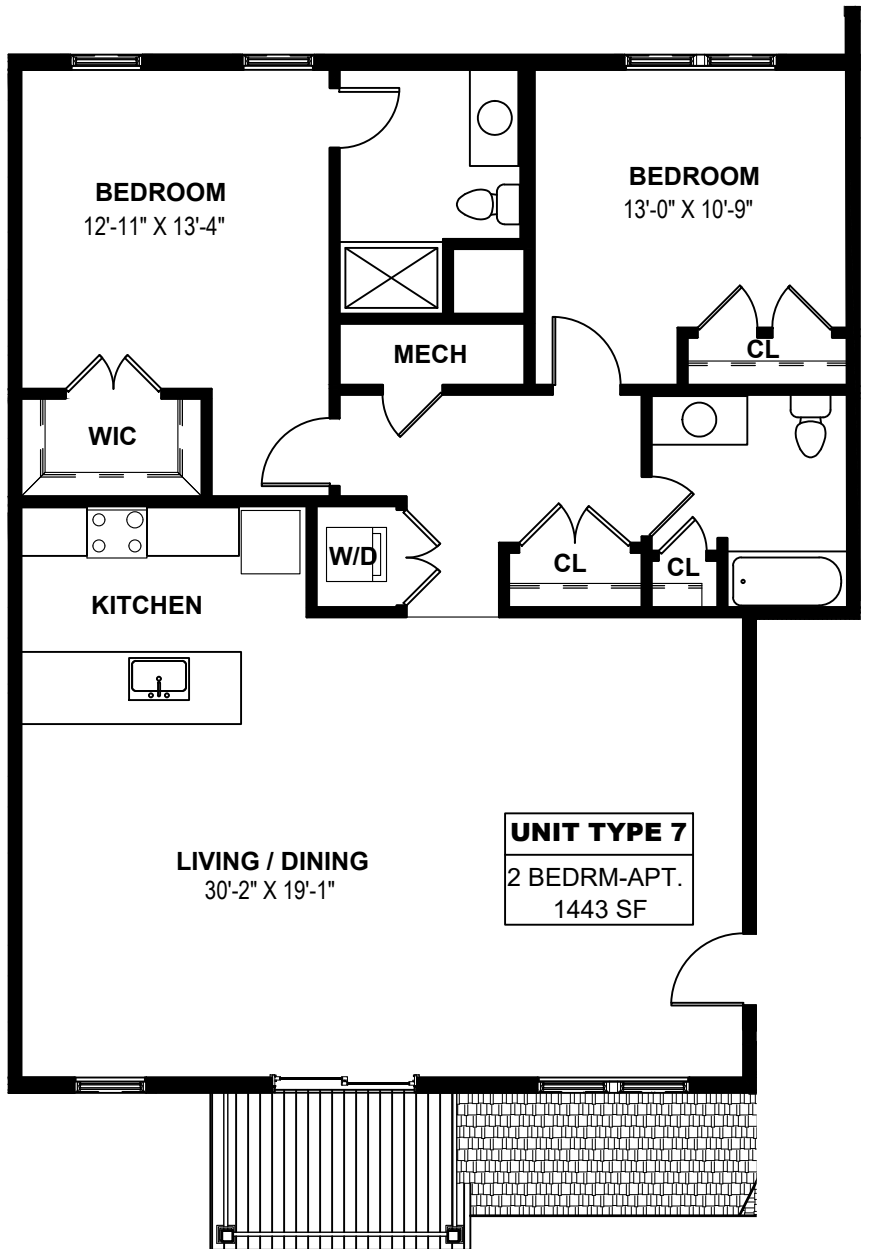 BEDROOM
12'-11" X 13'-4"
BEDROOM
13'-0" X 10'-9"
MECH
CL
WIC
W/D
CL
CL
KITCHEN
UNIT TYPE 7
2 BEDRM-APT.
1443 SF
LIVING / DINING
30'-2" X 19'-1"